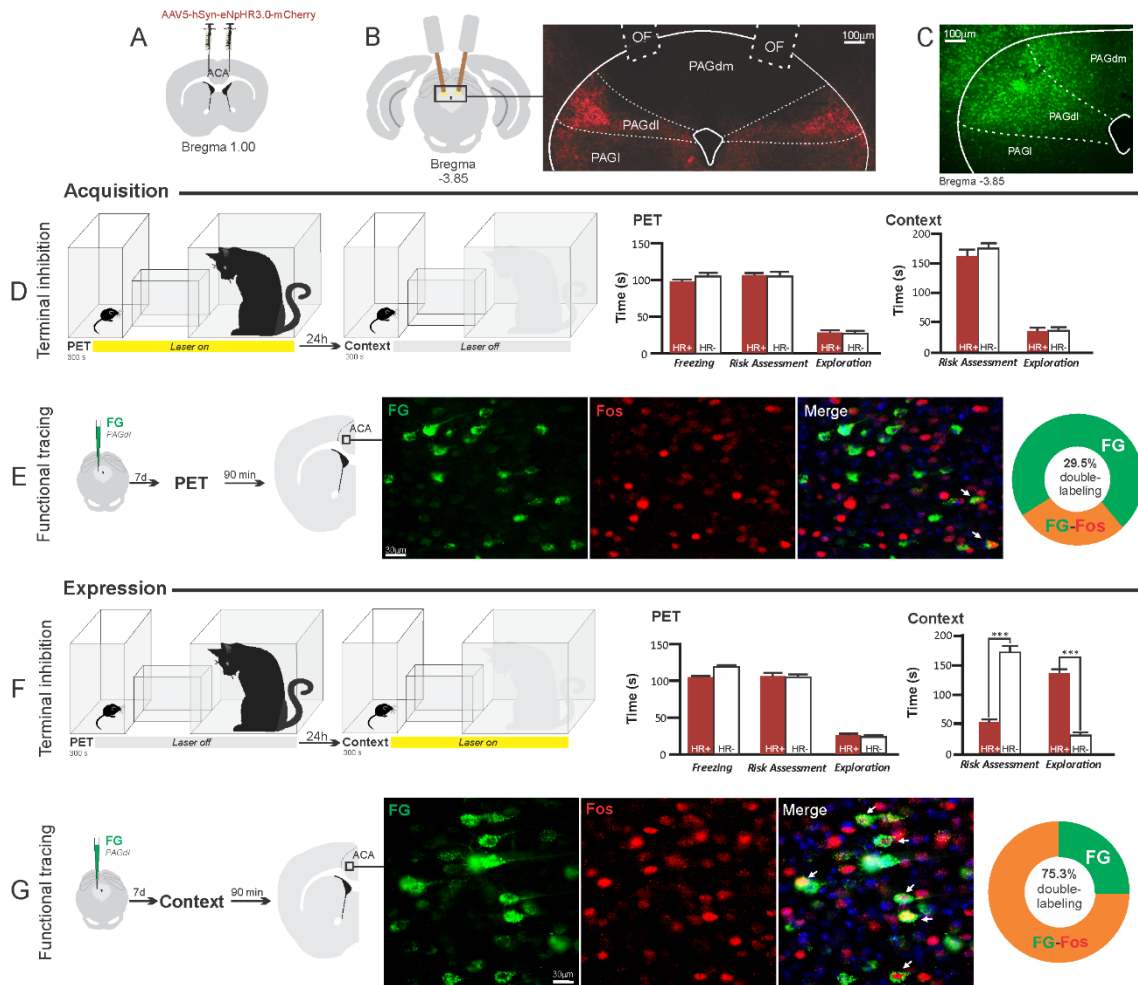 AAV5-hSyn-eNpHR3.0-mCherry
A
ACA
Bregma 1.00
B
Bregma
-3.85
OF
OF
100µm
PAGdm
PAGdl
PAGl
C
100µm
PAGdm
PAGdl
PAGl
Bregma -3.85
Acquisition
D
Terminal inhibition
PET
300 s
Laser on
24h
Context
300 s
Laser off
PET
Time (s)
150
100
50
0
HR+ HR- HR+ HR- HR+ HR-
Freezing Risk Assessment Exploration
Context
Time (s)
200
150
100
50
0
HR+ HR- HR+ HR-
Risk Assessment Exploration
E
Functional tracing
FG
PAGdl
7d
PET
90 min
ACA
FG
30µm
Fos
Merge
FG
29.5%
double-
labeling
FG-Fos
Expression
F
Terminal inhibition
PET
300 s
Laser off
24h
Context
300 s
Laser on
PET
Time (s)
150
100
50
0
HR+ HR- HR+ HR- HR+ HR-
Freezing Risk Assessment Exploration
Context
Time (s)
200
150
100
50
0
*** ***
HR+ HR- HR+ HR-
Risk Assessment Exploration
G
Functional tracing
FG
PAGdl
7d
Context
90 min
ACA
FG
30µm
Fos
Merge
FG
75.3%
double-
labeling
FG-Fos